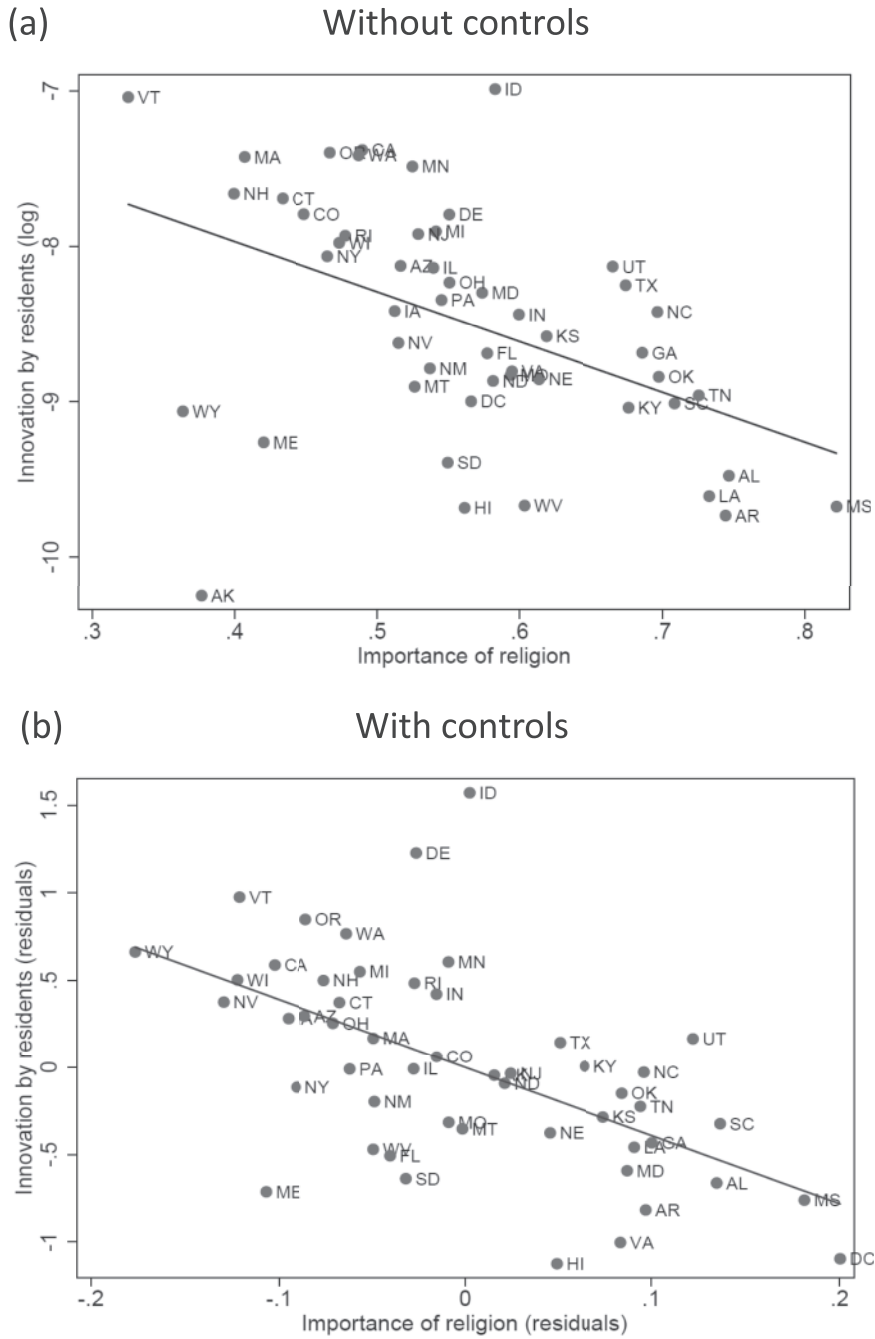 (a) Without controls
Innovation by residents (log)
-7
-8
-9
-10
VT
ID
CA
WA
MA
MN
NH
CT
CO
DE
RI
WI
NJ
MI
NY
AZ
IL
UT
OH
TX
MD
PA
IA
IN
NC
KS
NV
FL
GA
NM
ND
NE
OK
MT
TN
DC
KY
SC
WY
ME
SD
AL
LA
HI
WV
AR
MS
AK
.3 .4 .5 .6 .7 .8
Importance of religion
(b) With controls
Innovation by residents (residuals)
1.5
1
.5
0
-.5
-1
ID
DE
VT
OR
WA
WY
CA
MI
MN
WI
NH
RI
IN
NV
CT
AZ
OH
MA
TX
UT
CO
PA
IL
KY
NC
ND
NY
OK
NM
TN
KS
MO
MT
SC
NE
GA
LA
WV
FL
MD
SD
AL
ME
MS
AR
VA
HI
DC
-.2 -.1 0 .1 .2
Importance of religion (residuals)